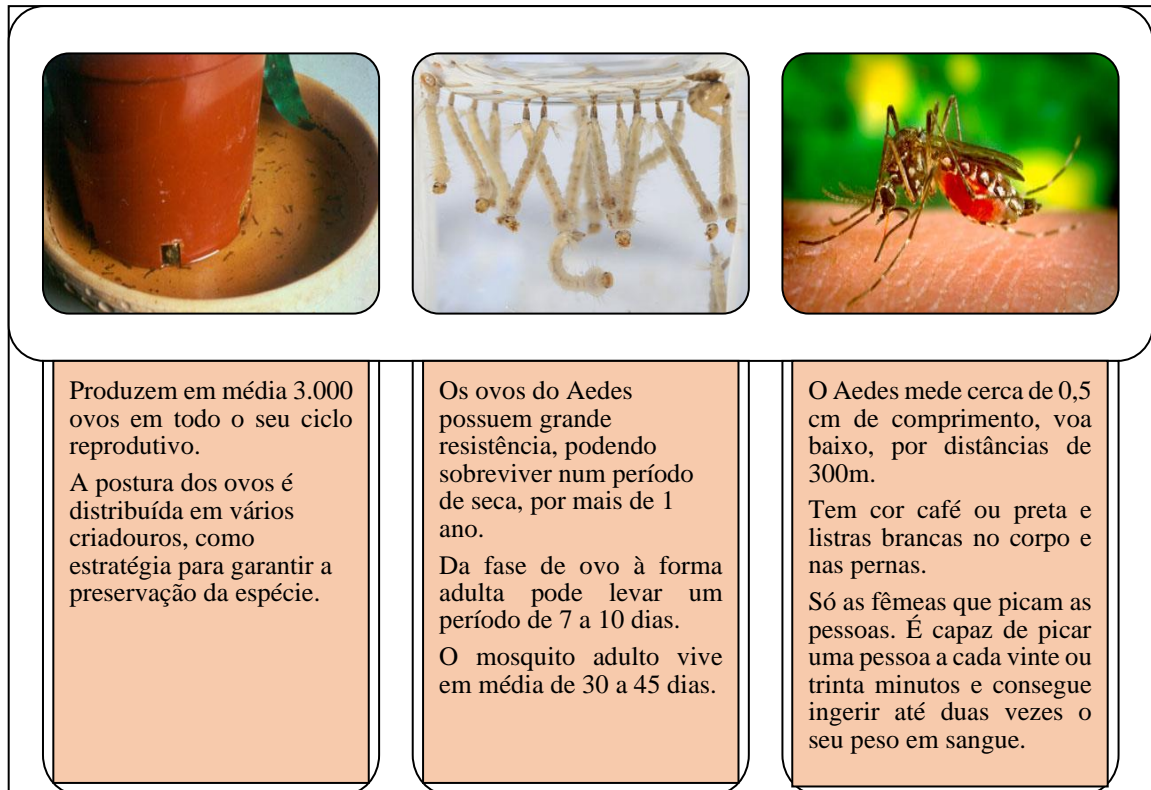 Produzem em média 3.000
ovos em todo o seu ciclo
reprodutivo.
A postura dos ovos é
distribuída em vários
criadouros, como
estratégia para garantir a
preservação da espécie.
Os ovos do Aedes
possuem grande
resistência, podendo
sobreviver num período
de seca, por mais de 1
ano.
Da fase de ovo à forma
adulta pode levar um
período de 7 a 10 dias.
O mosquito adulto vive
em média de 30 a 45 dias.
O Aedes mede cerca de 0,5
cm de comprimento, voa
baixo, por distâncias de
300m.
Tem cor café ou preta e
listras brancas no corpo e
nas pernas.
Só as fêmeas que picam as
pessoas. É capaz de picar
uma pessoa a cada vinte ou
trinta minutos e consegue
ingerir até duas vezes o
seu peso em sangue.